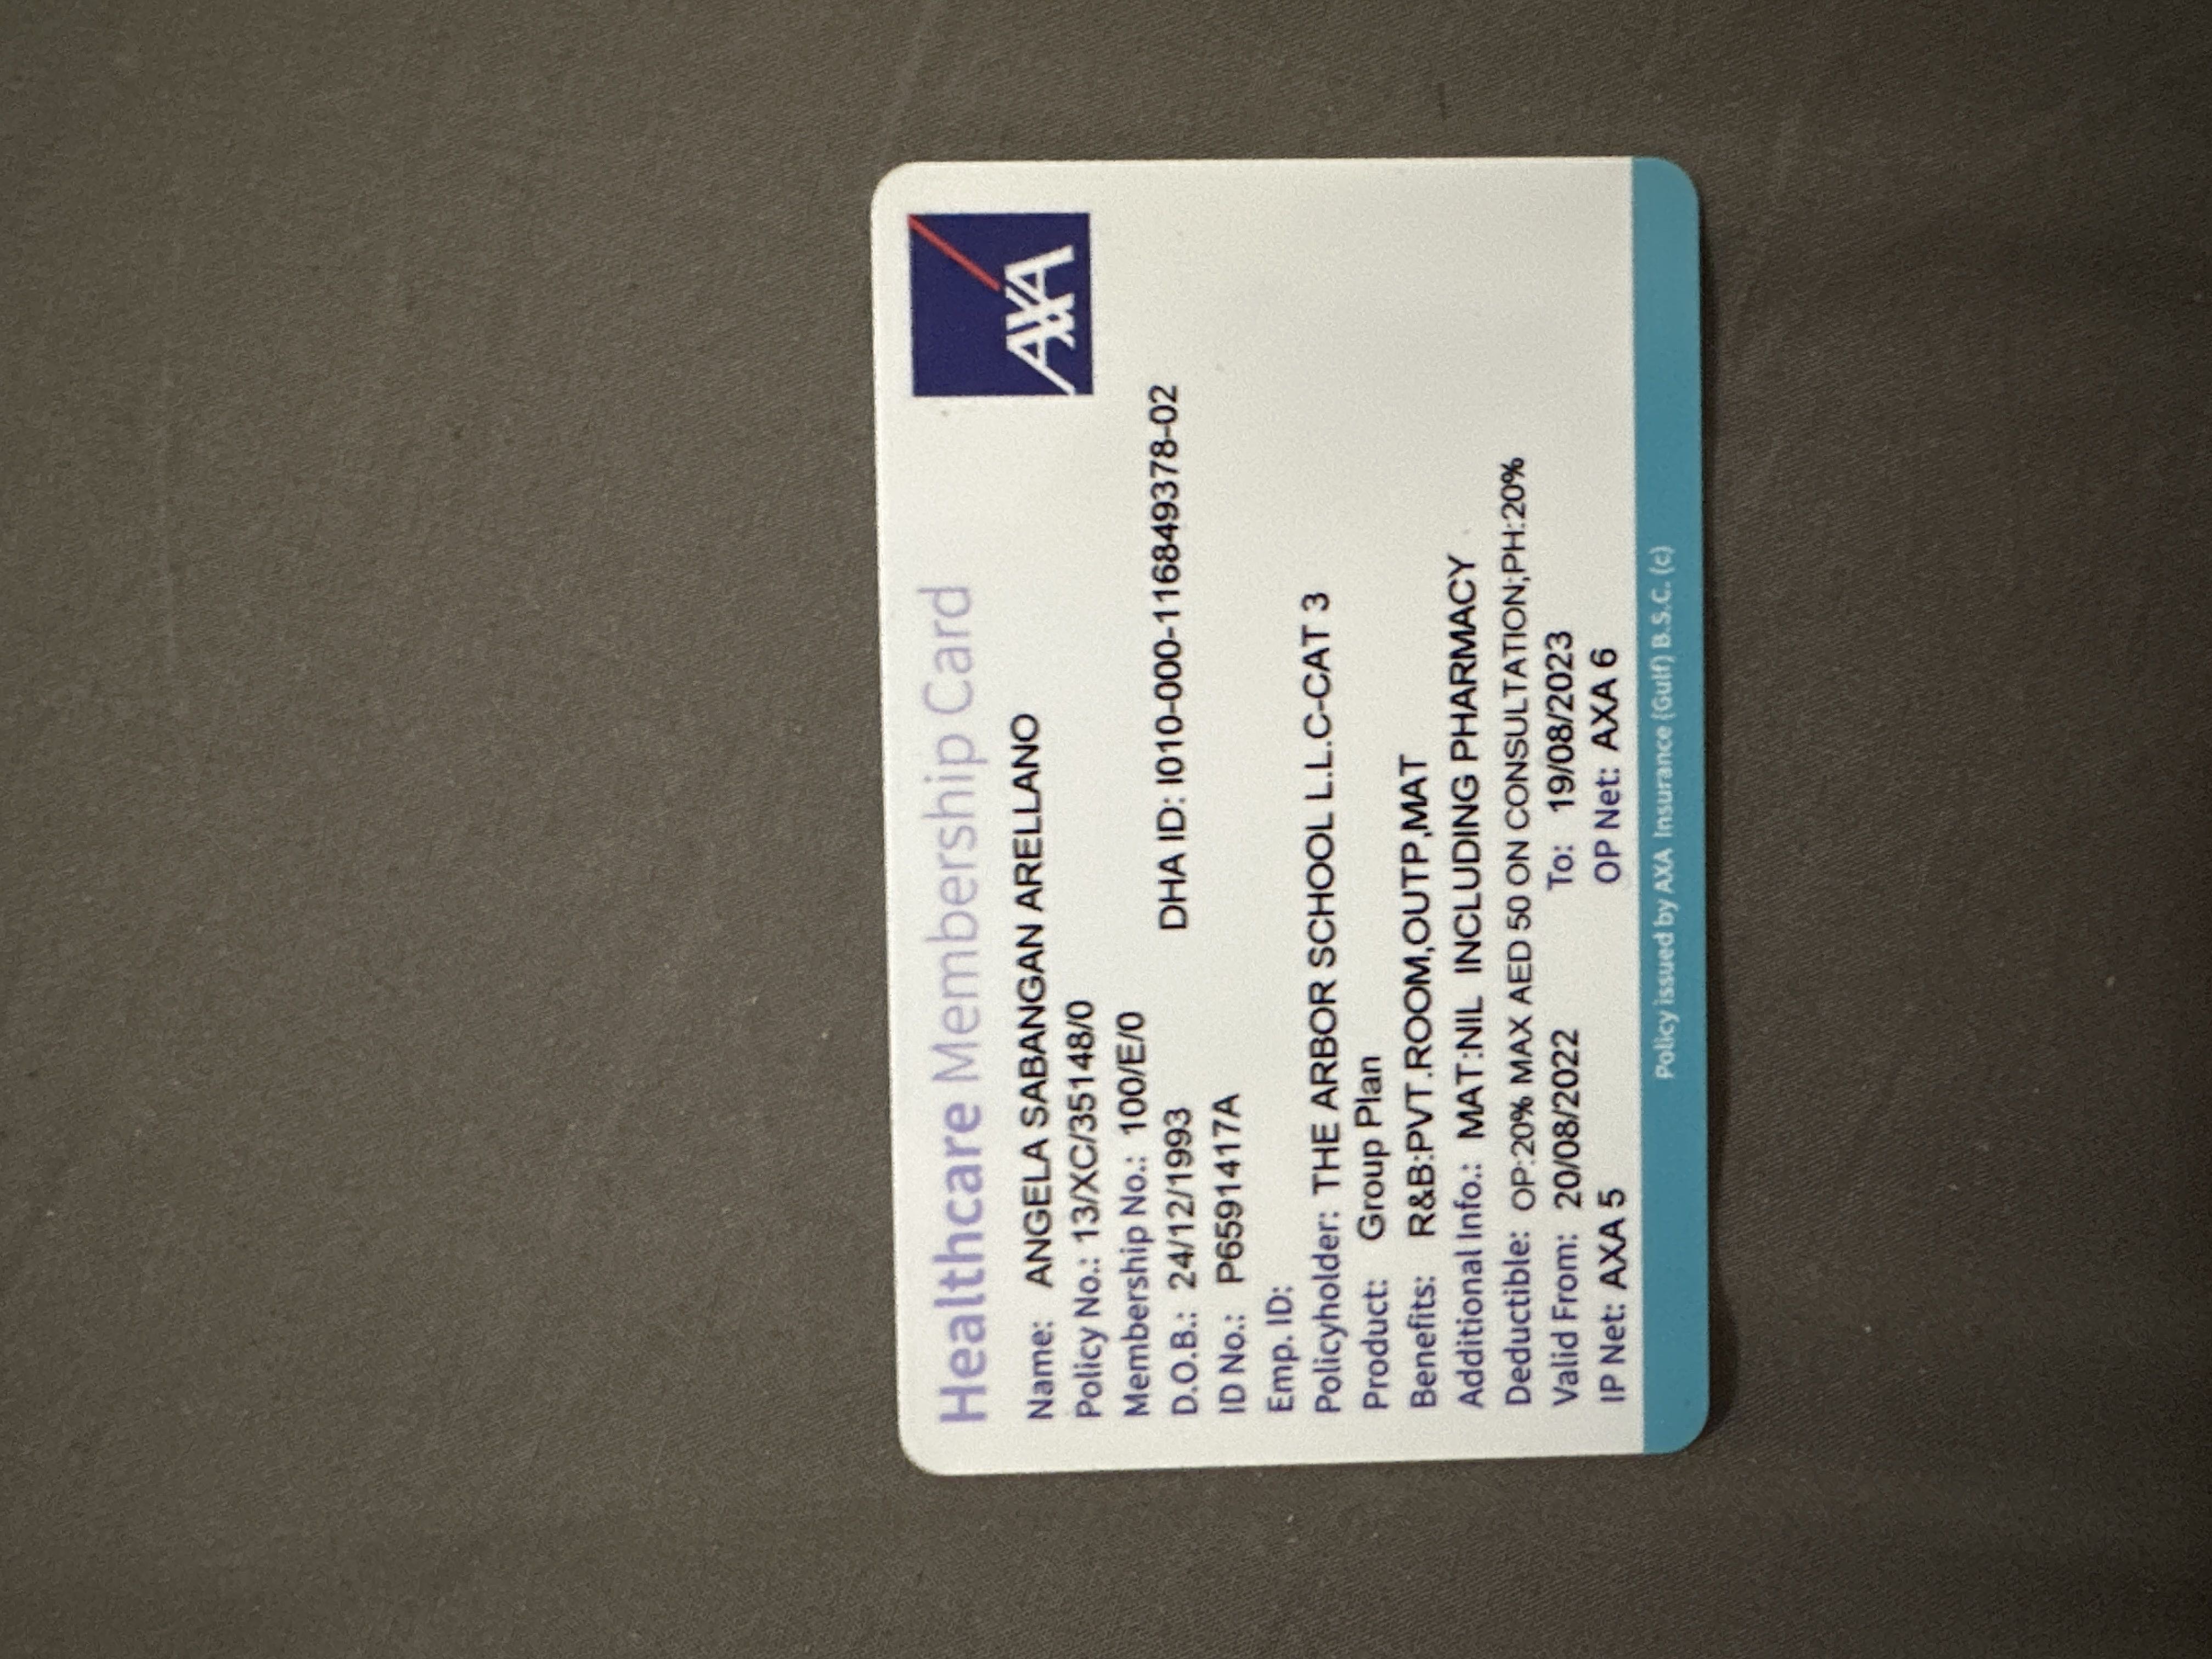 Healthcare Membership Card
AXA
Name: ANGELA SABANGAN ARELLANO
Policy No.: 13/XC/35148/0
Membership No.: 100/E/0
D.O.B.: 24/12/1993 DHA ID: I010-000-116849378-02
ID No.: P6591417A
Emp. ID:
Policyholder: THE ARBOR SCHOOL L.L.C-CAT 3
Product: Group Plan
Benefits: R&B:PVT.ROOM,OUTP,MAT
Additional Info.: MAT:NIL INCLUDING PHARMACY
Deductible: OP:20% MAX AED 50 ON CONSULTATION;PH:20%
Valid From: 20/08/2022 To: 19/08/2023
IP Net: AXA 5 OP Net: AXA 6
Policy issued by AXA Insurance (Gulf) B.S.C. (c)